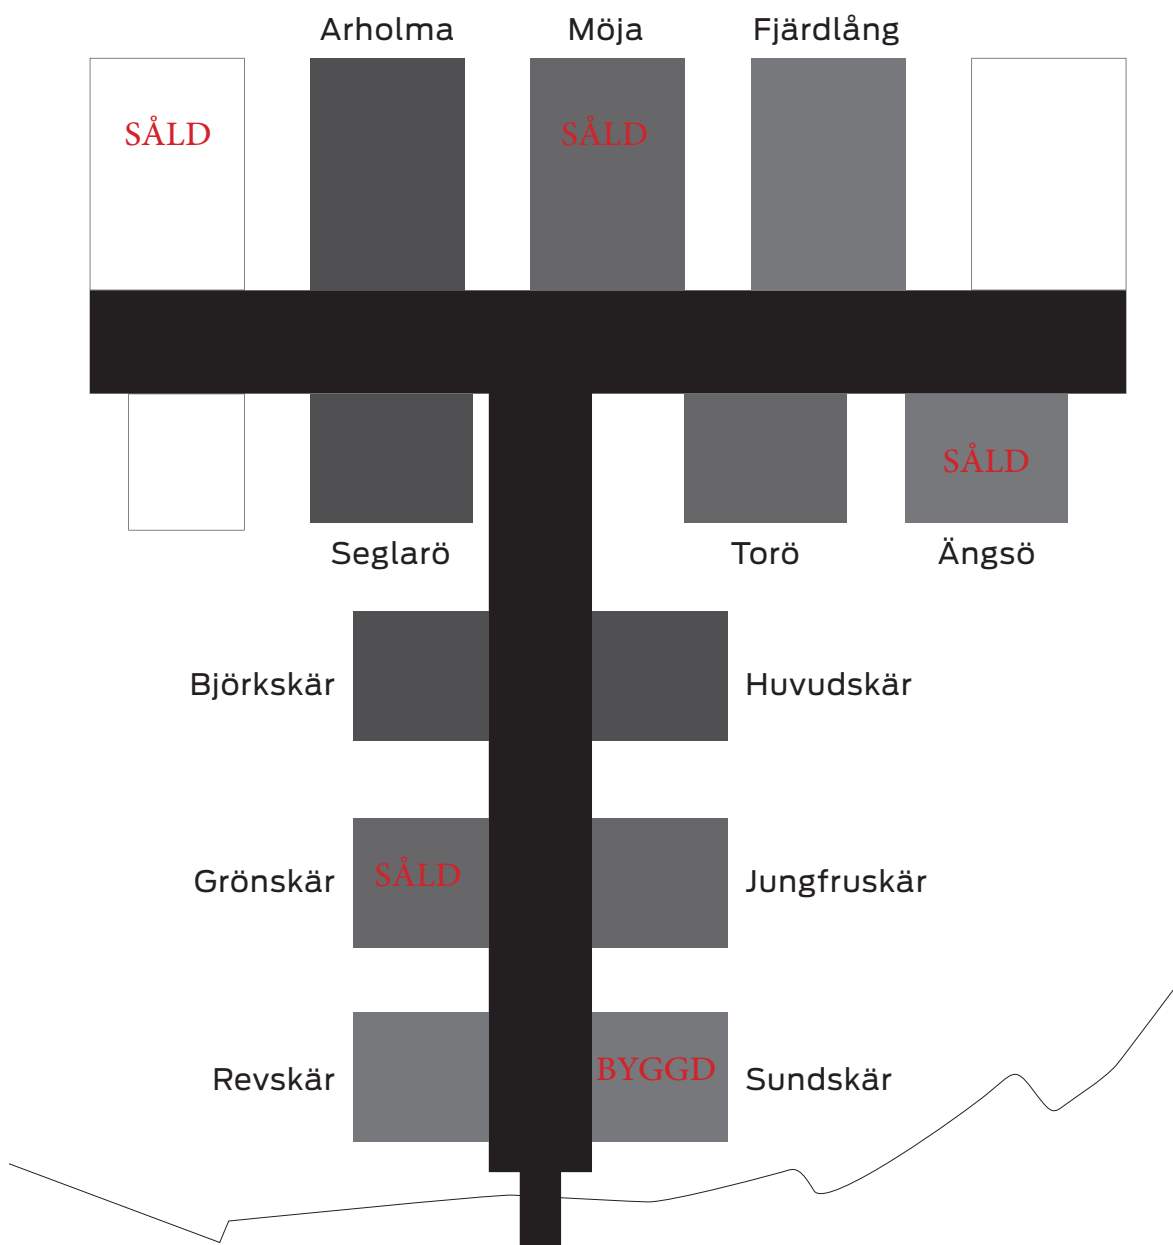 Arholma
Möja
Fjärdlång
SÅLD
SÅLD
SÅLD
Seglarö
Torö
Ängsö
Björkskär
Huvudskär
Grönskär
SÅLD
Jungfruskär
Revskär
BYGGD
Sundskär